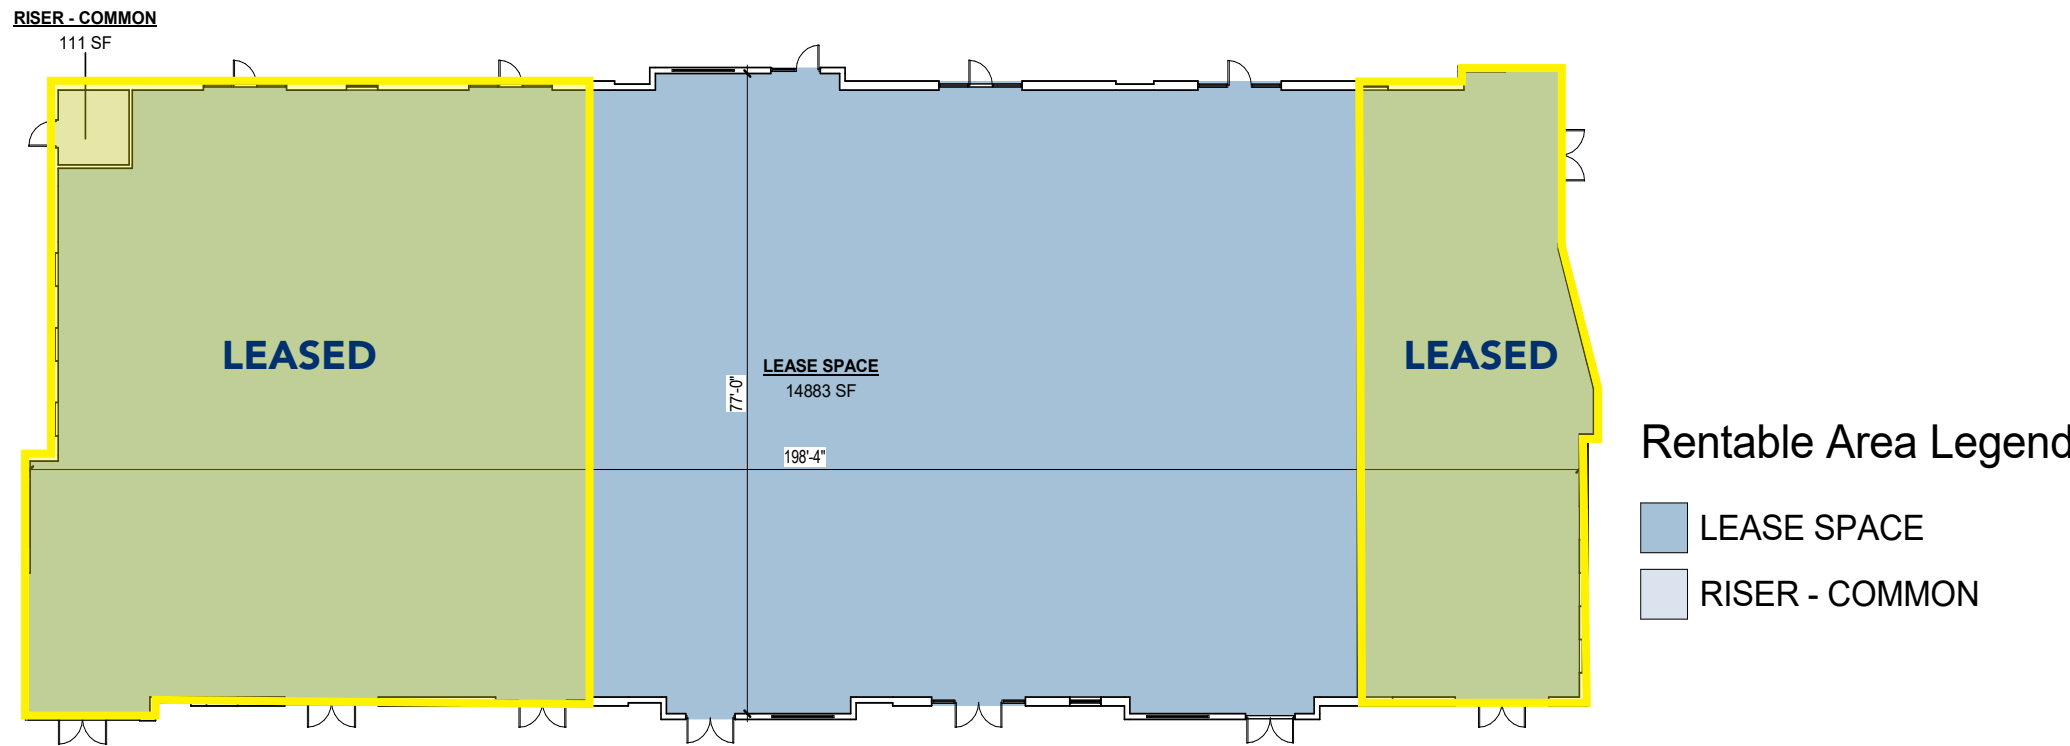 RISER - COMMON
111 SF
LEASED
LEASE SPACE
14883 SF
77'-0"
198'-4"
LEASED
Rentable Area Legend
LEASE SPACE
RISER - COMMON